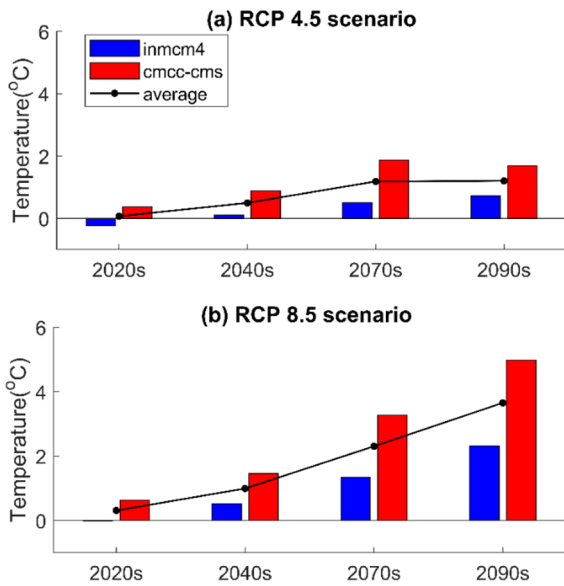 (a) RCP 4.5 scenario
Temperature(°C)
6
4
2
0
inmcm4
cmcc-cms
average
2020s 2040s 2070s 2090s
(b) RCP 8.5 scenario
Temperature(°C)
6
4
2
0
2020s 2040s 2070s 2090s